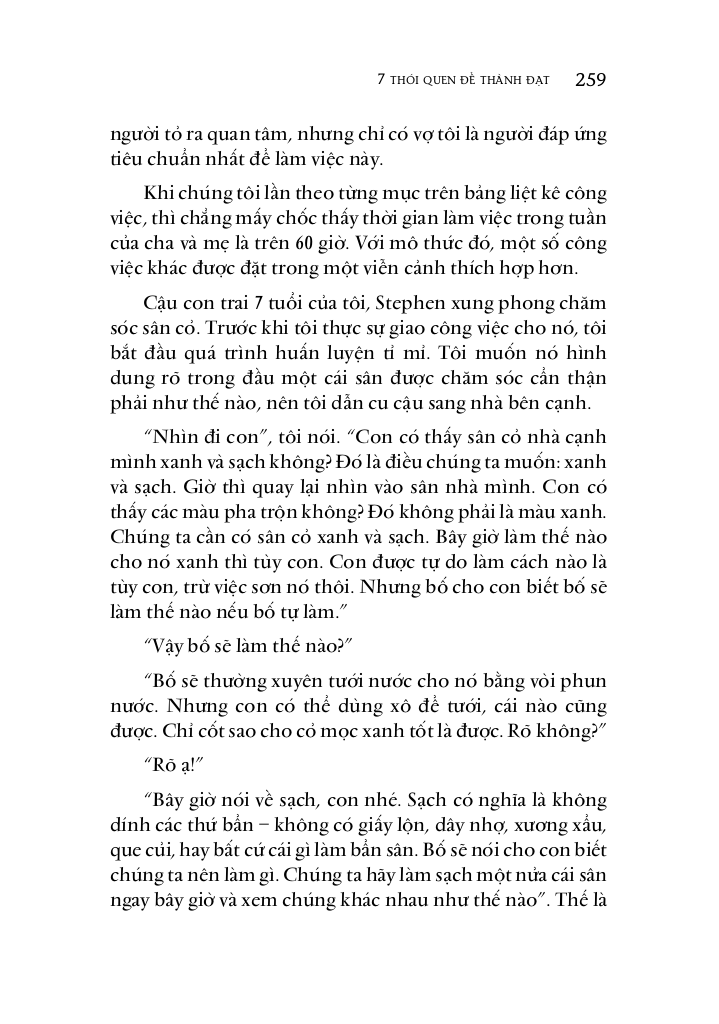 7 THÓI QUEN ĐỂ THÀNH ĐẠT 259
người tỏ ra quan tâm, nhưng chỉ có vợ tôi là người đáp ứng
tiêu chuẩn nhất để làm việc này.
Khi chúng tôi lần theo từng mục trên bảng liệt kê công
việc, thì chẳng mấy chốc thấy thời gian làm việc trong tuần
của cha và mẹ là trên 60 giờ. Với mô thức đó, một số công
việc khác được đặt trong một viễn cảnh thích hợp hơn.
Cậu con trai 7 tuổi của tôi, Stephen xung phong chăm
sóc sân cỏ. Trước khi tôi thực sự giao công việc cho nó, tôi
bắt đầu quá trình huấn luyện tỉ mỉ. Tôi muốn nó hình
dung rõ trong đầu một cái sân được chăm sóc cẩn thận
phải như thế nào, nên tôi dẫn cu cậu sang nhà bên cạnh.
“Nhìn đi con”, tôi nói. “Con có thấy sân cỏ nhà cạnh
mình xanh và sạch không? Đó là điều chúng ta muốn: xanh
và sạch. Giờ thì quay lại nhìn vào sân nhà mình. Con có
thấy các màu pha trộn không? Đó không phải là màu xanh.
Chúng ta cần có sân cỏ xanh và sạch. Bây giờ làm thế nào
cho nó xanh thì tùy con. Con được tự do làm cách nào là
tùy con, trừ việc sơn nó thôi. Nhưng bố cho con biết bố sẽ
làm thế nào nếu bố tự làm.”
“Vậy bố sẽ làm thế nào?”
“Bố sẽ thường xuyên tưới nước cho nó bằng vòi phun
nước. Nhưng con có thể dùng xô để tưới, cái nào cũng
được. Chỉ cốt sao cho cỏ mọc xanh tốt là được. Rõ không?”
“Rõ ạ!”
“Bây giờ nói về sạch, con nhé. Sạch có nghĩa là không
dính các thứ bẩn – không có giấy lộn, dây nhợ, xương xẩu,
que củi, hay bất cứ cái gì làm bẩn sân. Bố sẽ nói cho con biết
chúng ta nên làm gì. Chúng ta hãy làm sạch một nửa cái sân
ngay bây giờ và xem chúng khác nhau như thế nào”. Thế là